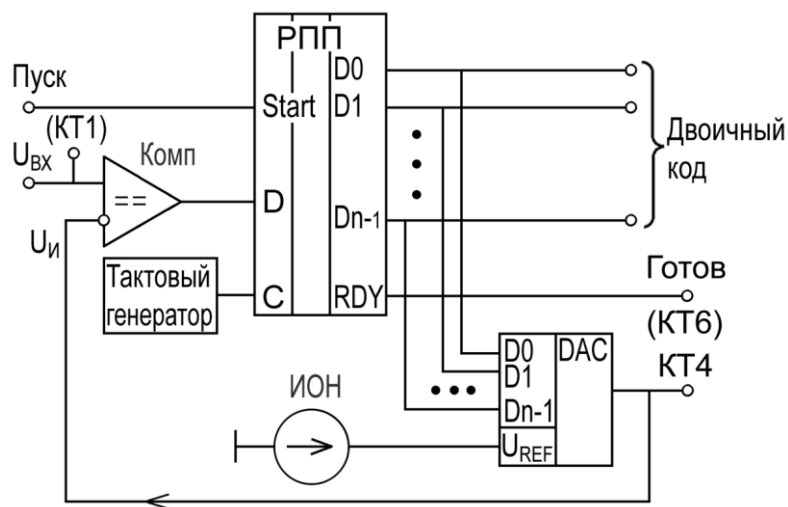 РПП
D0
Пуск
Start
D1
(КТ1)
Комп
Двоичный
код
UВХ
==
D
Dn-1
UИ
Тактовый
генератор
C
RDY
Готов
(КТ6)
D0
DAC
КТ4
D1
ИОН
Dn-1
UREF